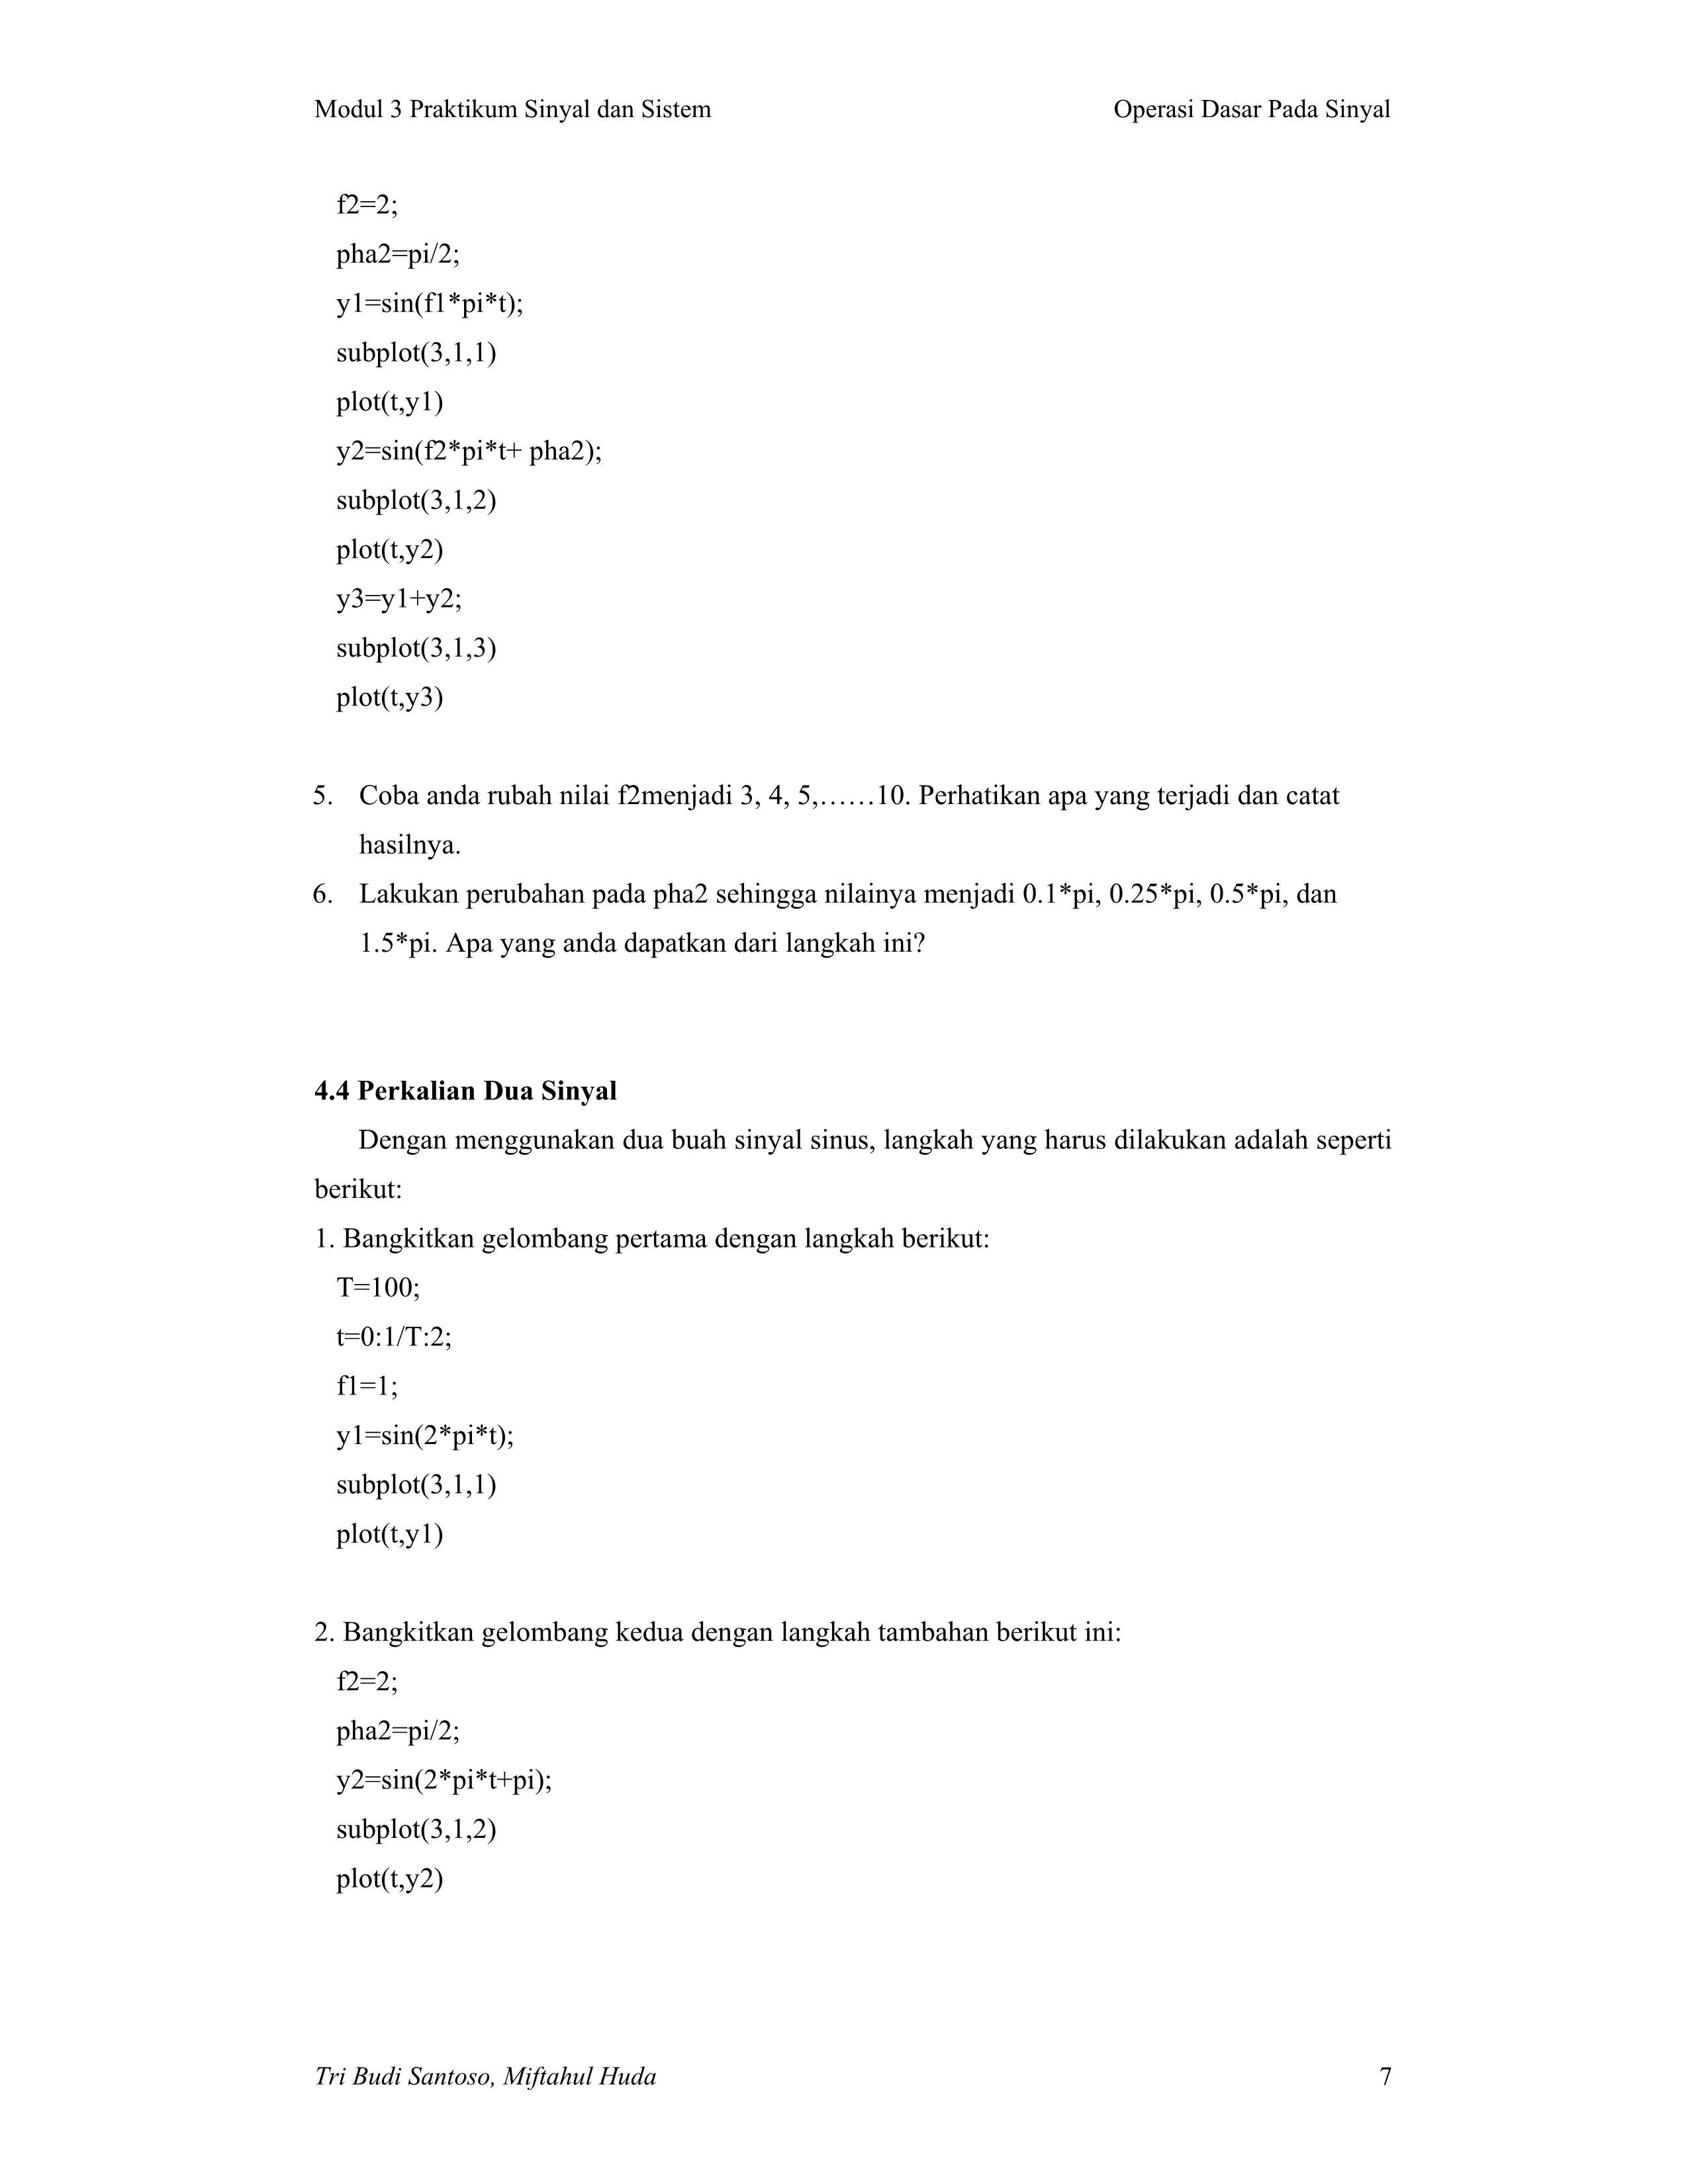 Modul 3 Praktikum Sinyal dan Sistem Operasi Dasar Pada Sinyal
f2=2;
pha2=pi/2;
y1=sin(f1*pi*t);
subplot(3,1,1)
plot(t,y1)
y2=sin(f2*pi*t+ pha2);
subplot(3,1,2)
plot(t,y2)
y3=y1+y2;
subplot(3,1,3)
plot(t,y3)
5. Coba anda rubah nilai f2menjadi 3, 4, 5,……10. Perhatikan apa yang terjadi dan catat
hasilnya.
6. Lakukan perubahan pada pha2 sehingga nilainya menjadi 0.1*pi, 0.25*pi, 0.5*pi, dan
1.5*pi. Apa yang anda dapatkan dari langkah ini?
4.4 Perkalian Dua Sinyal
Dengan menggunakan dua buah sinyal sinus, langkah yang harus dilakukan adalah seperti
berikut:
1. Bangkitkan gelombang pertama dengan langkah berikut:
T=100;
t=0:1/T:2;
f1=1;
y1=sin(2*pi*t);
subplot(3,1,1)
plot(t,y1)
2. Bangkitkan gelombang kedua dengan langkah tambahan berikut ini:
f2=2;
pha2=pi/2;
y2=sin(2*pi*t+pi);
subplot(3,1,2)
plot(t,y2)
Tri Budi Santoso, Miftahul Huda 7